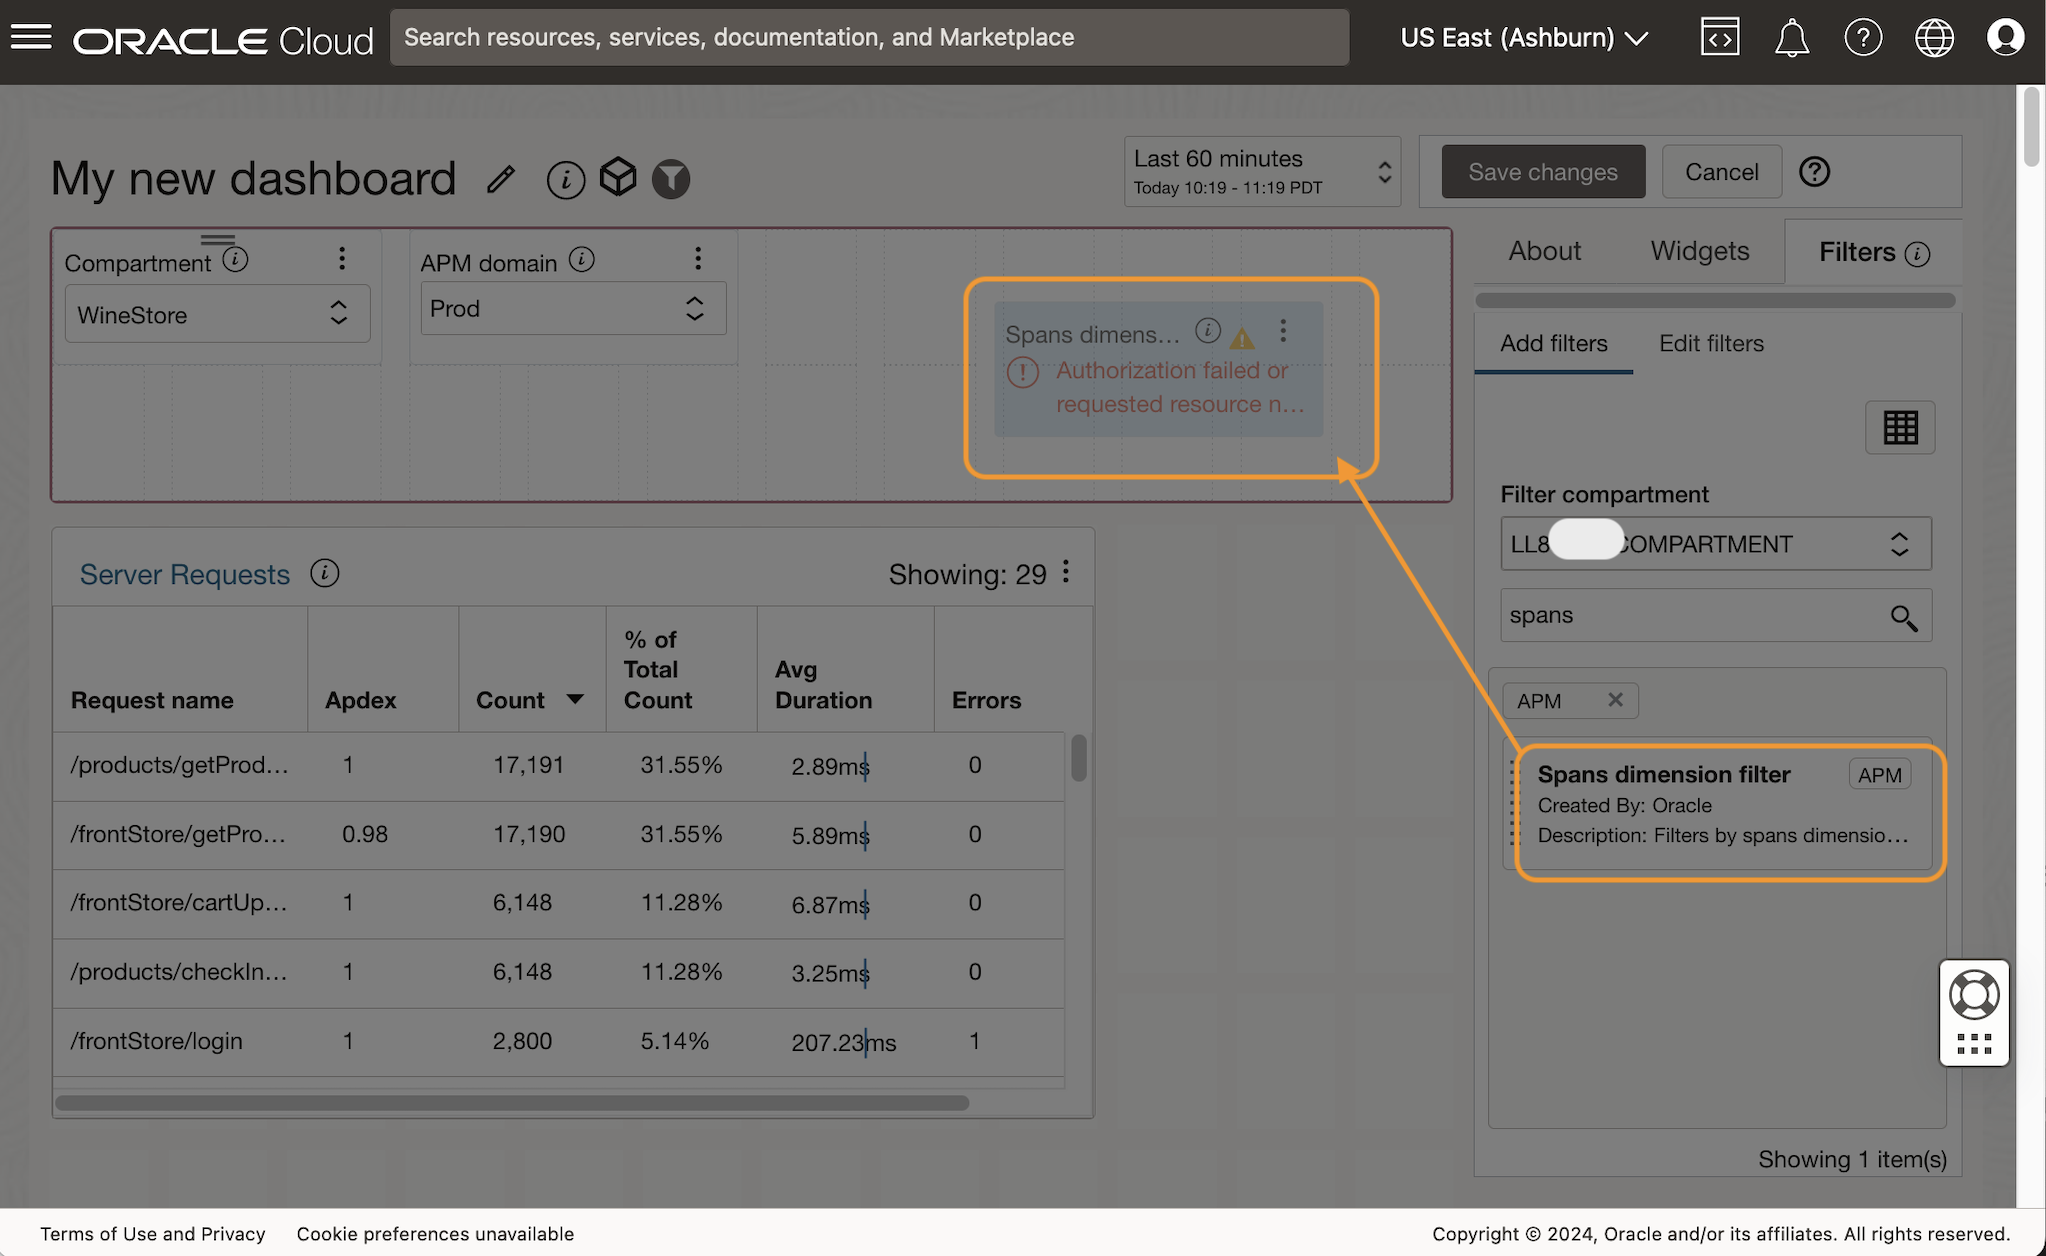 ORACLE Cloud
Search resources, services, documentation, and Marketplace
US East (Ashburn)
My new dashboard
Last 60 minutes
Today 10:19 - 11:19 PDT
Save changes
Cancel
Compartment
WineStore
APM domain
Prod
Spans dimens...
Authorization failed or
requested resource n...
About
Widgets
Filters
Add filters
Edit filters
Filter compartment
LL8 COMPARTMENT
spans
APM
Spans dimension filter
APM
Created By: Oracle
Description: Filters by spans dimensio...
Showing 1 item(s)
Server Requests
Showing: 29
Request name Apdex Count % of Total Count Avg Duration Errors
/products/getProd... 1 17,191 31.55% 2.89ms 0
/frontStore/getPro... 0.98 17,190 31.55% 5.89ms 0
/frontStore/cartUp... 1 6,148 11.28% 6.87ms 0
/products/checkIn... 1 6,148 11.28% 3.25ms 0
/frontStore/login 1 2,800 5.14% 207.23ms 1
Terms of Use and Privacy
Cookie preferences unavailable
Copyright © 2024, Oracle and/or its affiliates. All rights reserved.